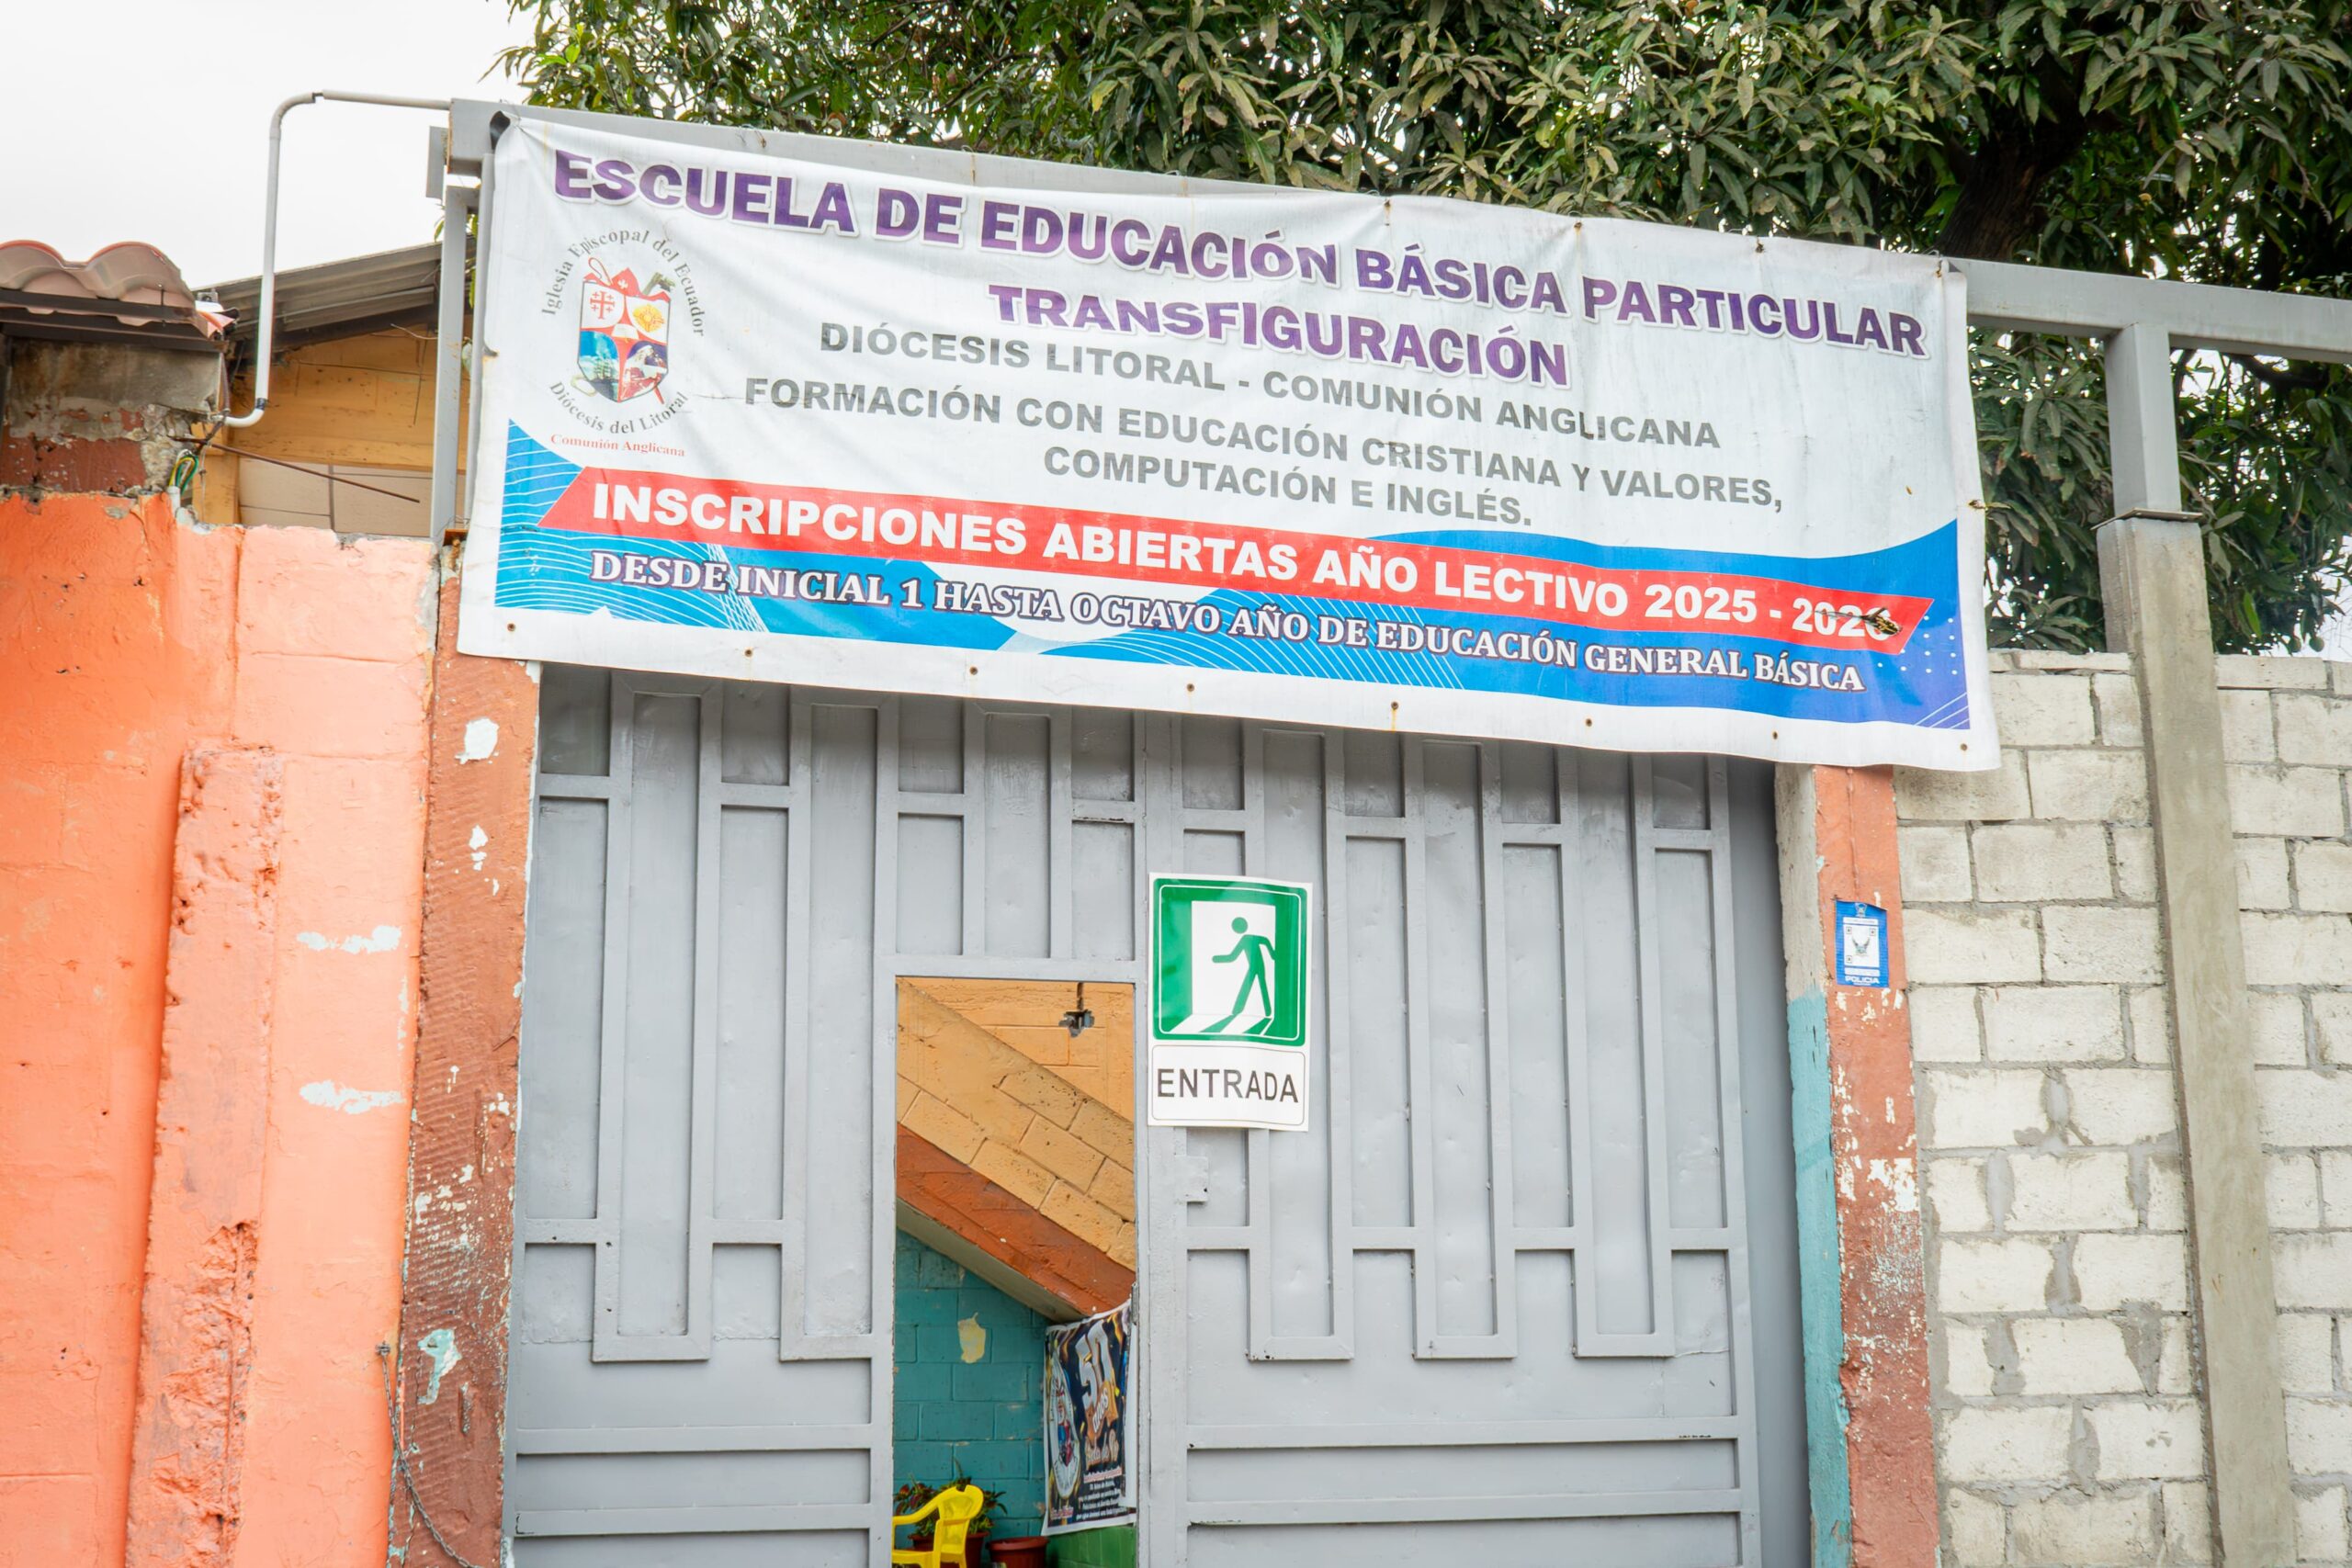 ESCUELA DE EDUCACIÓN BÁSICA PARTICULAR
TRANSFIGURACIÓN
Iglesia Episcopal del Ecuador
Diócesis del Litoral
Comunión Anglicana
DIÓCESIS LITORAL - COMUNIÓN ANGLICANA
FORMACIÓN CON EDUCACIÓN CRISTIANA Y VALORES,
COMPUTACIÓN E INGLÉS.
INSCRIPCIONES ABIERTAS AÑO LECTIVO 2025 - 2026
DESDE INICIAL 1 HASTA OCTAVO AÑO DE EDUCACIÓN GENERAL BÁSICA
ENTRADA
POLICIA
50